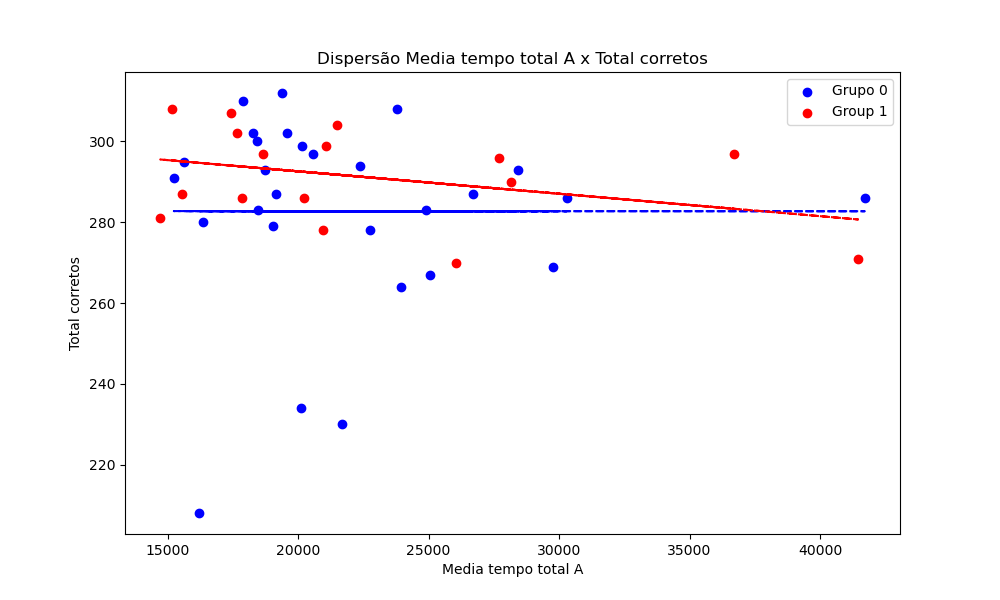 Dispersão Media tempo total A x Total corretos
Grupo 0
Group 1
Total corretos
300
280
260
240
220
15000
20000
25000
30000
35000
40000
Media tempo total A